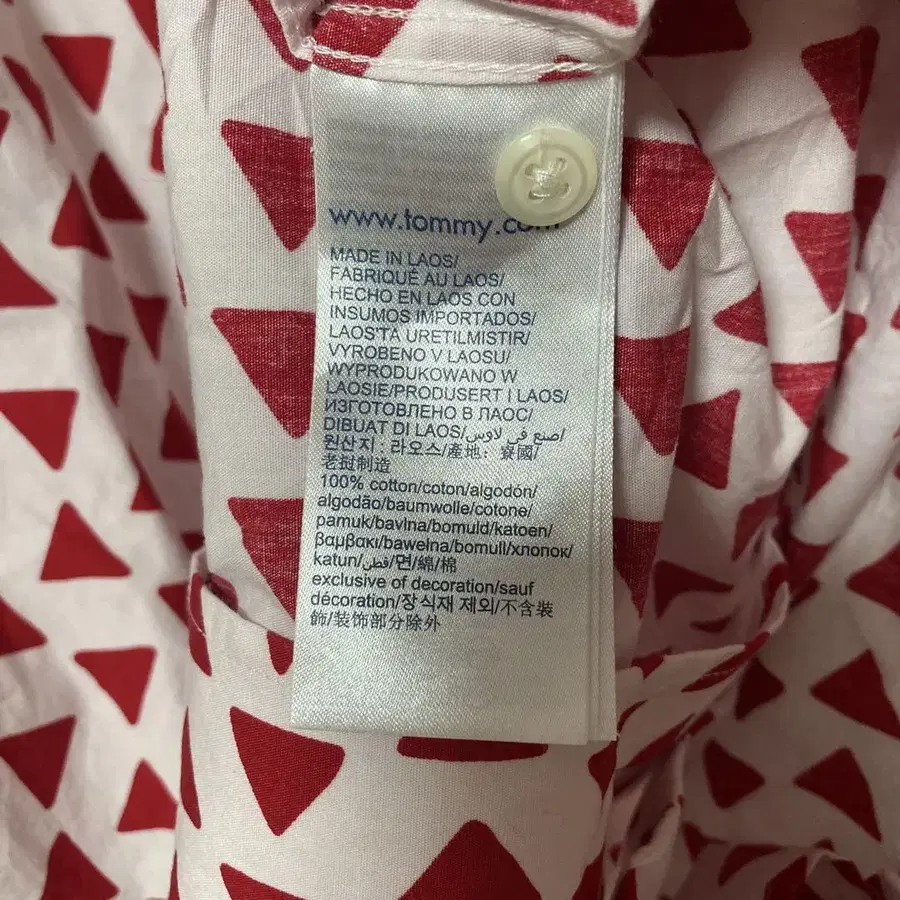 www.tommy.com
MADE IN LAOS/
FABRIQUÉ AU LAOS/
HECHO EN LAOS CON
INSUMOS IMPORTADOS/
LAOS'TA URETILMISTIR/
VYROBENO V LAOSU/
WYPRODUKOWANO W
LAOSIE/PRODUSERT I LAOS/
ИЗГОТОВЛЕНО В ЛАОС/
DIBUAT DI LAOS/اصنع في لاوس/
원산지: 라오스/產地: 寮國/
老挝制造
100% cotton/coton/algodón/
algodão/baumwolle/cotone/
pamuk/bavlna/bomuld/katoen/
βαμβακι/bawełna/bomull/хлопок/
katun/قطن/면/綿/棉
exclusive of decoration/sauf
décoration/장식재 제외/不含裝
飾/装饰部分除外